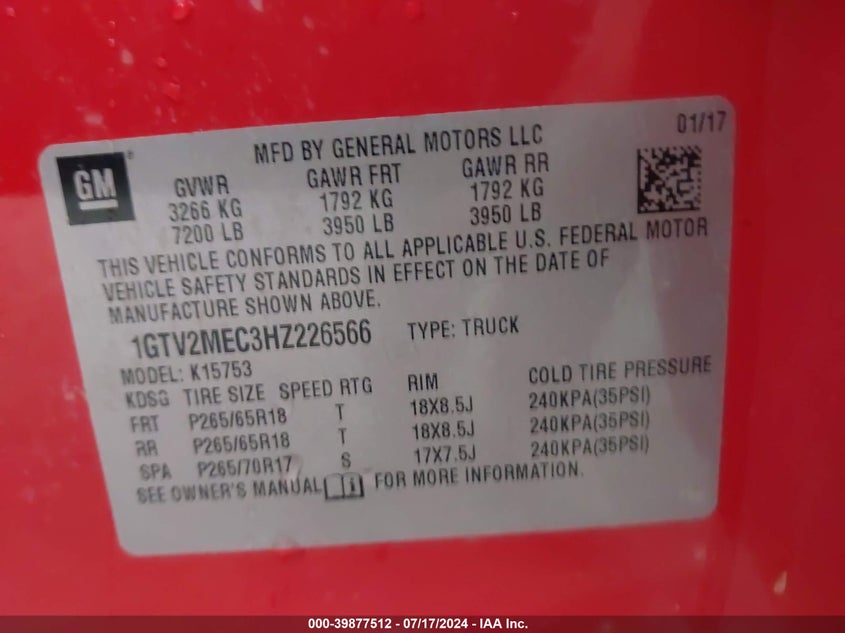 GM
MFD BY GENERAL MOTORS LLC 01/17
GVWR GAWR FRT GAWR RR
3266 KG 1792 KG 1792 KG
7200 LB 3950 LB 3950 LB
THIS VEHICLE CONFORMS TO ALL APPLICABLE U.S. FEDERAL MOTOR
VEHICLE SAFETY STANDARDS IN EFFECT ON THE DATE OF
MANUFACTURE SHOWN ABOVE.
1GTV2MEC3HZ226566 TYPE: TRUCK
MODEL: K15753
KDSG TIRE SIZE SPEED RTG RIM COLD TIRE PRESSURE
FRT P265/65R18 T 18X8.5J 240KPA(35PSI)
RR P265/65R18 T 18X8.5J 240KPA(35PSI)
SPA P265/70R17 S 17X7.5J 240KPA(35PSI)
SEE OWNER'S MANUAL FOR MORE INFORMATION.
000-39877512 - 07/17/2024 - IAA Inc.